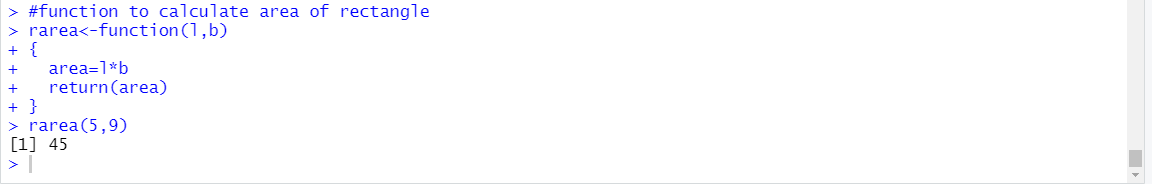 > #function to calculate area of rectangle
> rarea<-function(l,b)
+ {
+   area=l*b
+   return(area)
+ }
> rarea(5,9)
[1] 45
>